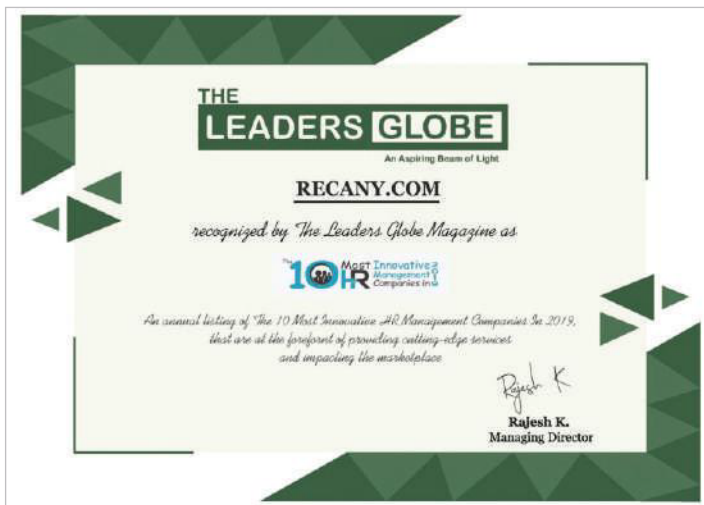 THE
LEADERS GLOBE
An Aspiring Beam of Light
RECANY.COM
recognized by The Leaders Globe Magazine as
The 10 Most Innovative
HR Management
Companies in 2019
An annual listing of The 10 Most Innovative HR Management Companies In 2019,
that are at the forefornt of providing cutting-edge services
and impacting the marketplace
Rajesh K
Rajesh K.
Managing Director